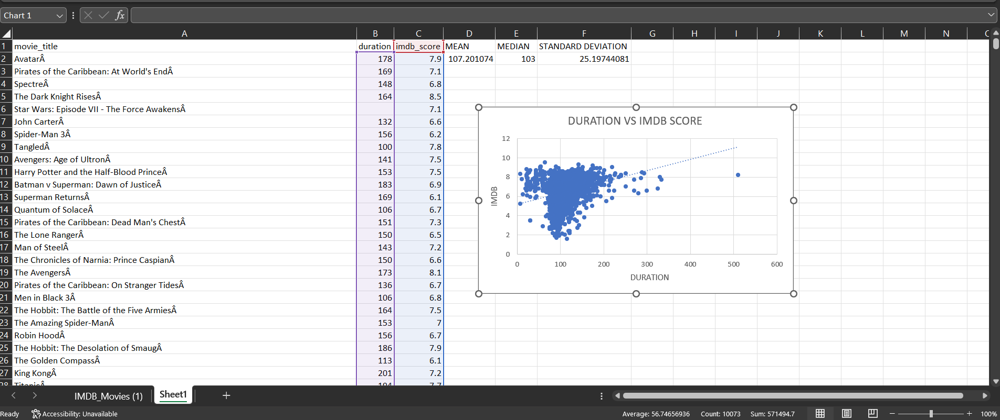 Chart 1 fx
A B C D E F G H I J K L M N
1 movie_title duration imdb_score MEAN MEDIAN STANDARD DEVIATION
2 AvatarÂ 178 7.9 107.201074 103 25.19744081
3 Pirates of the Caribbean: At World's EndÂ 169 7.1
4 SpectreÂ 148 6.8
5 The Dark Knight RisesÂ 164 8.5
6 Star Wars: Episode VII - The Force AwakensÂ 7.1
7 John CarterÂ 132 6.6
8 Spider-Man 3Â 156 6.2
9 TangledÂ 100 7.8
10 Avengers: Age of UltronÂ 141 7.5
11 Harry Potter and the Half-Blood PrinceÂ 153 7.5
12 Batman v Superman: Dawn of JusticeÂ 183 6.9
13 Superman ReturnsÂ 169 6.1
14 Quantum of SolaceÂ 106 6.7
15 Pirates of the Caribbean: Dead Man's ChestÂ 151 7.3
16 The Lone RangerÂ 150 6.5
17 Man of SteelÂ 143 7.2
18 The Chronicles of Narnia: Prince CaspianÂ 150 6.6
19 The AvengersÂ 173 8.1
20 Pirates of the Caribbean: On Stranger TidesÂ 136 6.7
21 Men in Black 3Â 106 6.8
22 The Hobbit: The Battle of the Five ArmiesÂ 164 7.5
23 The Amazing Spider-ManÂ 153 7
24 Robin HoodÂ 156 6.7
25 The Hobbit: The Desolation of SmaugÂ 186 7.9
26 The Golden CompassÂ 113 6.1
27 King KongÂ 201 7.2
DURATION VS IMDB SCORE
12
10
8
6
4
2
0
IMDB
0 100 200 300 400 500 600
DURATION
IMDB_Movies (1) Sheet1
Ready Accessibility: Unavailable Average: 56.74656936 Count: 10073 Sum: 571494.7 100%